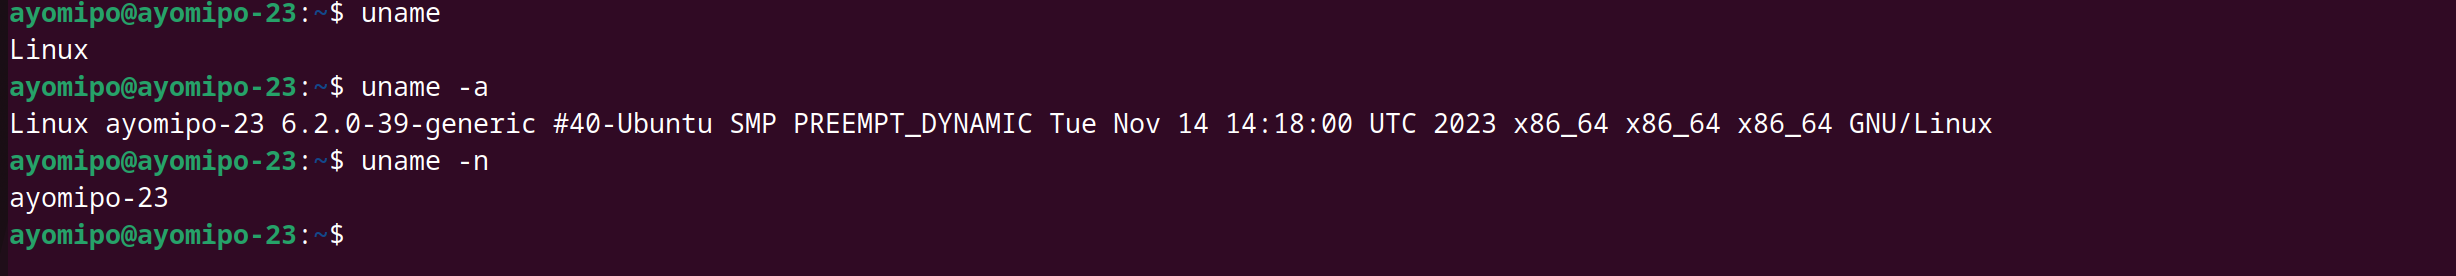 ayomipo@ayomipo-23:~$ uname
Linux
ayomipo@ayomipo-23:~$ uname -a
Linux ayomipo-23 6.2.0-39-generic #40-Ubuntu SMP PREEMPT_DYNAMIC Tue Nov 14 14:18:00 UTC 2023 x86_64 x86_64 x86_64 GNU/Linux
ayomipo@ayomipo-23:~$ uname -n
ayomipo-23
ayomipo@ayomipo-23:~$